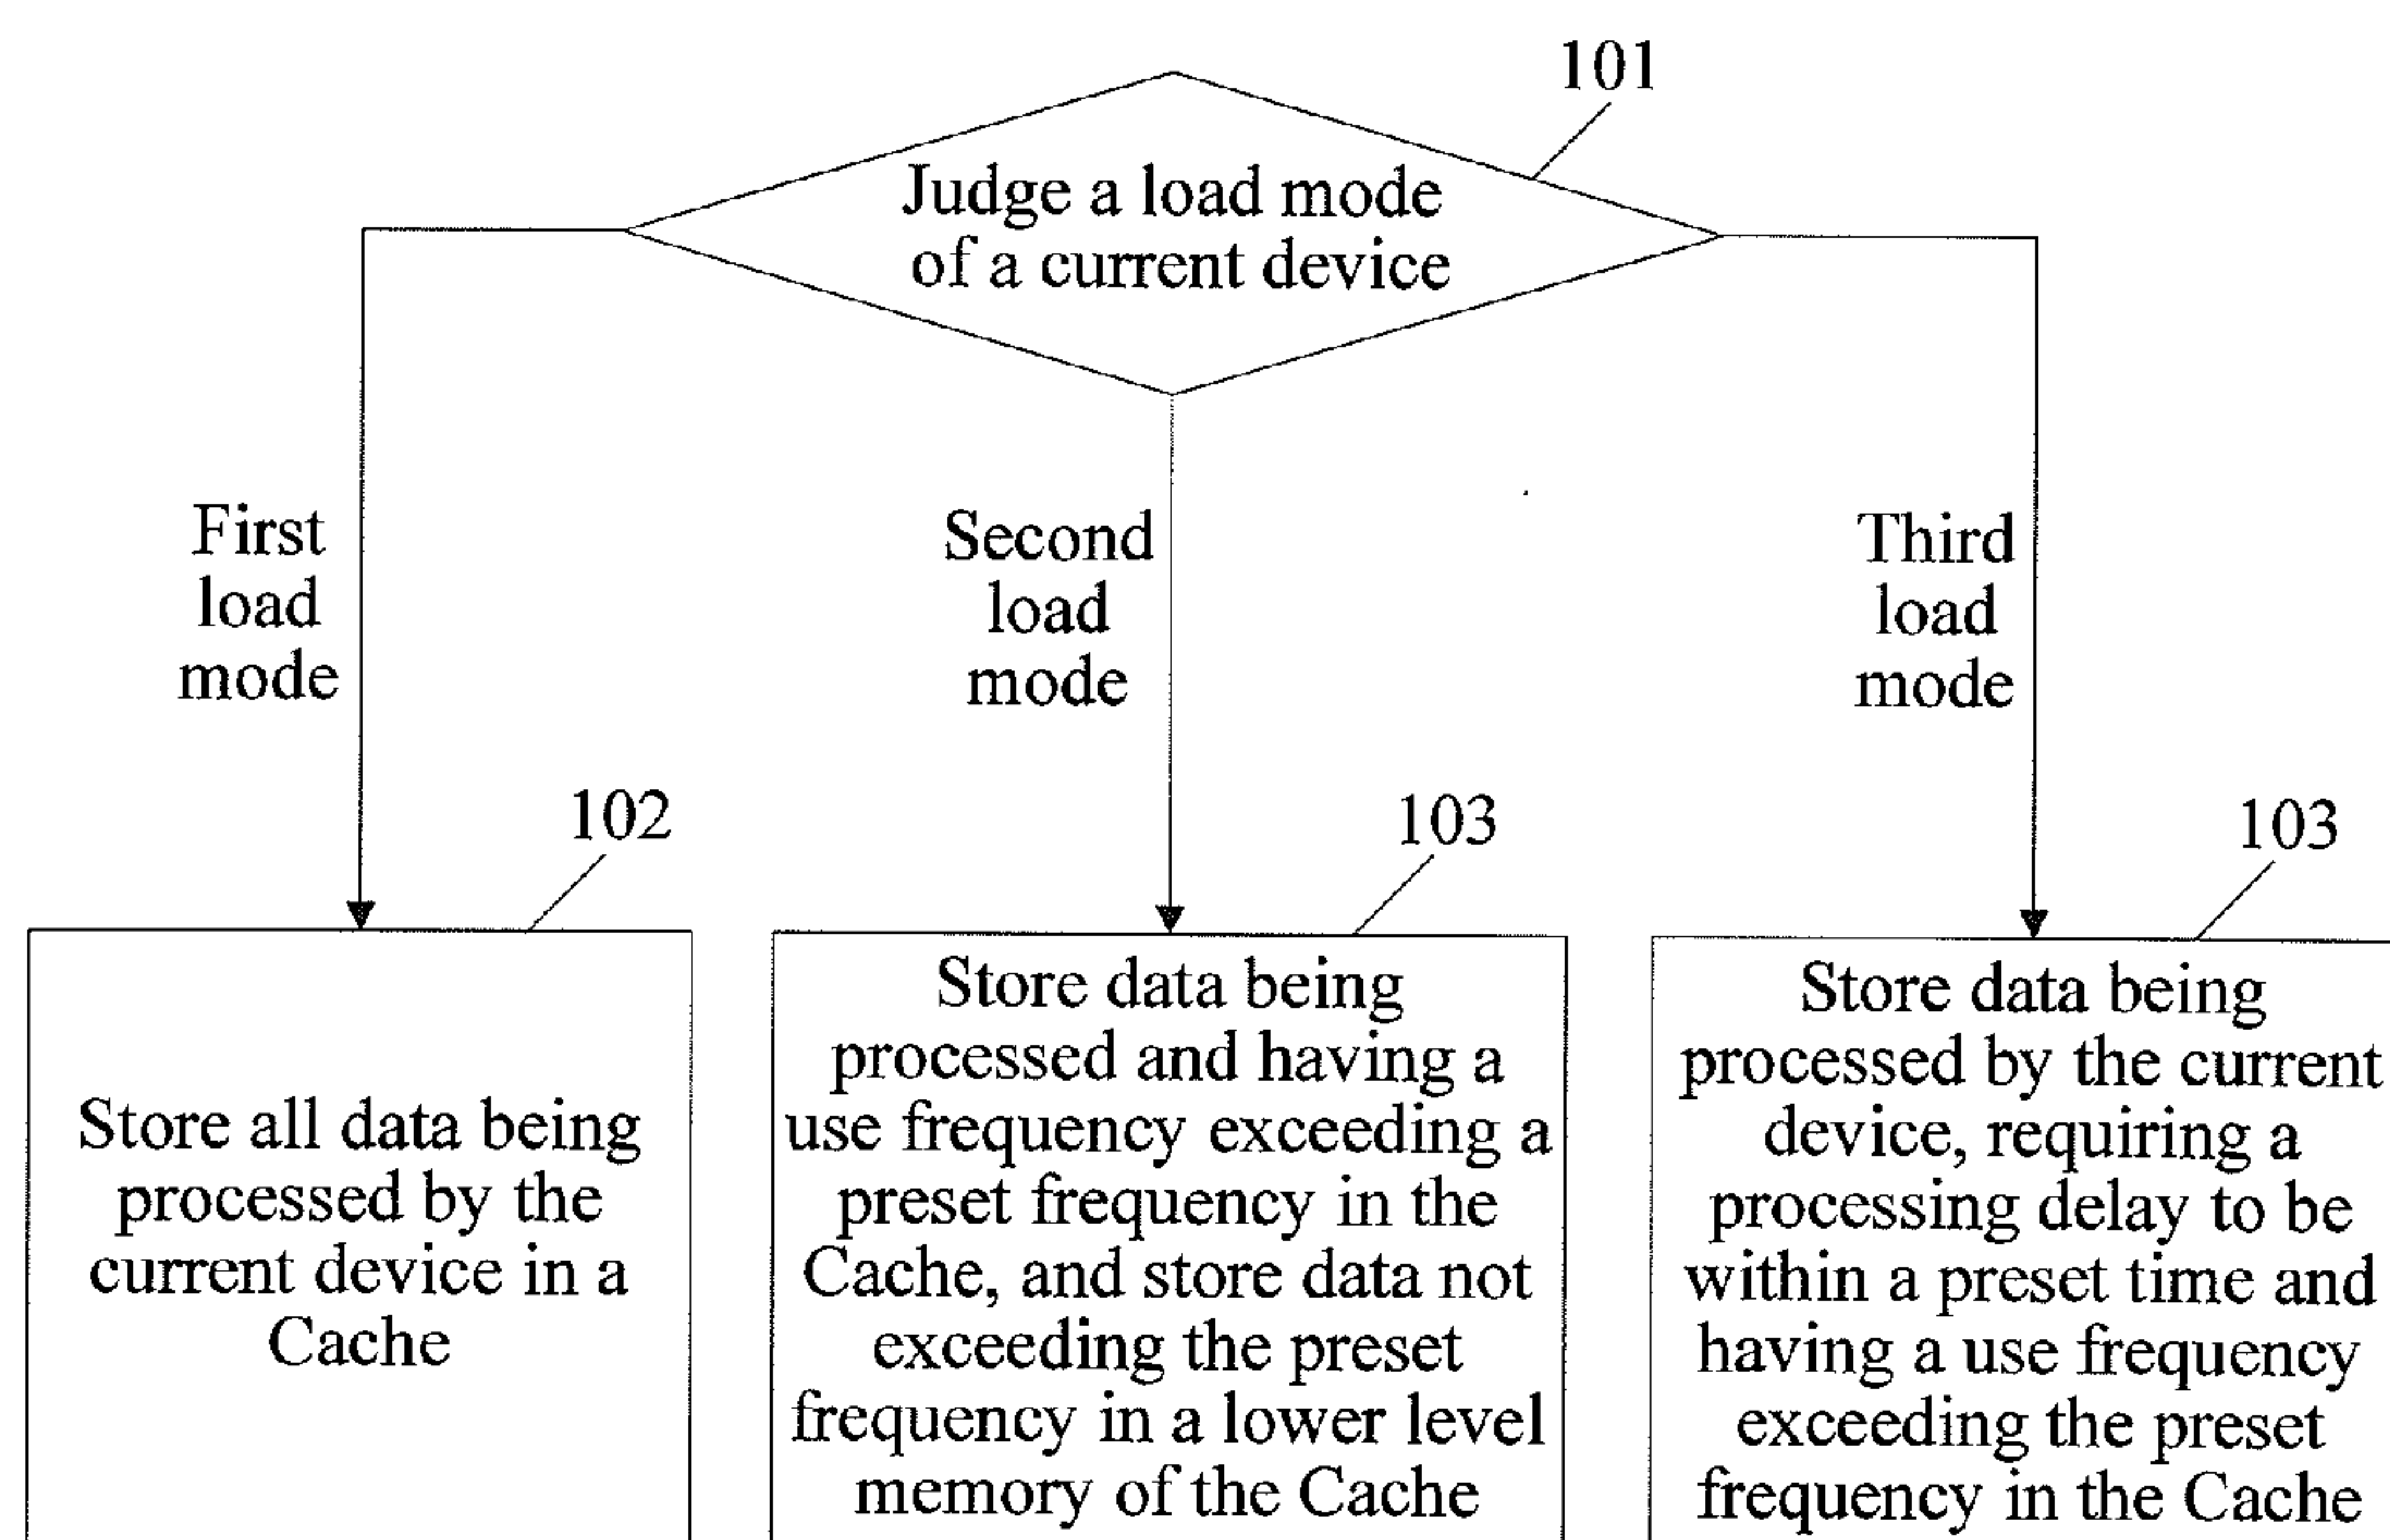 101
Judge a load mode
of a current device
First
load
mode
Second
load
mode
Third
load
mode
102
103
103
Store all data being
processed by the
current device in a
Cache
Store data being
processed and having a
use frequency exceeding a
preset frequency in the
Cache, and store data not
exceeding the preset
frequency in a lower level
memory of the Cache
Store data being
processed by the current
device, requiring a
processing delay to be
within a preset time and
having a use frequency
exceeding the preset
frequency in the Cache